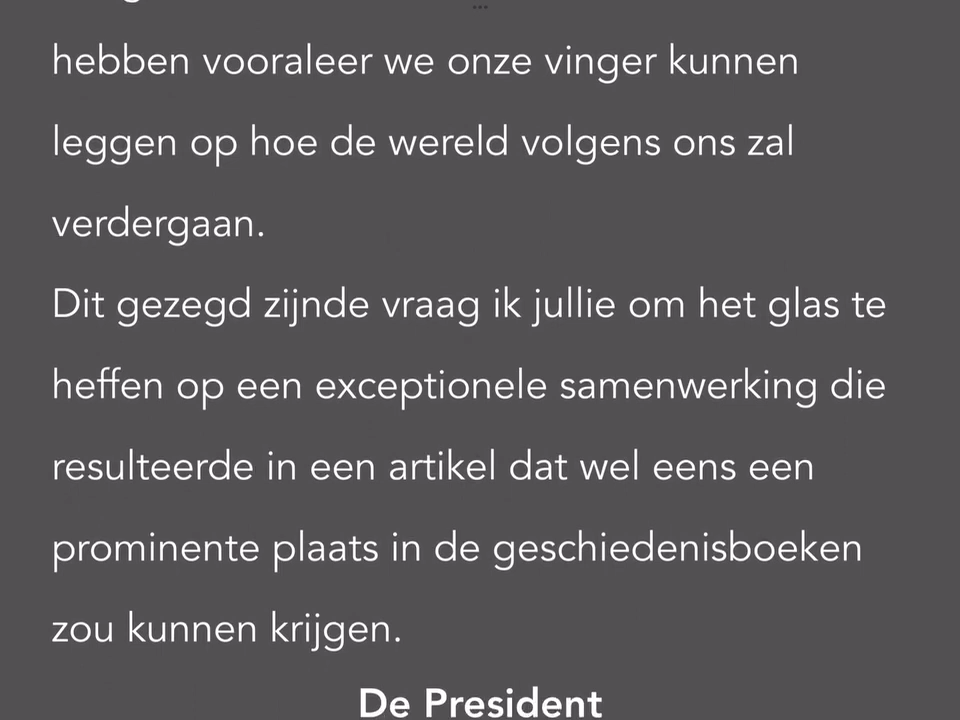 hebben vooraleer we onze vinger kunnen
leggen op hoe de wereld volgens ons zal
verdergaan.
Dit gezegd zijnde vraag ik jullie om het glas te
heffen op een exceptionele samenwerking die
resulteerde in een artikel dat wel eens een
prominente plaats in de geschiedenisboeken
zou kunnen krijgen.
De President